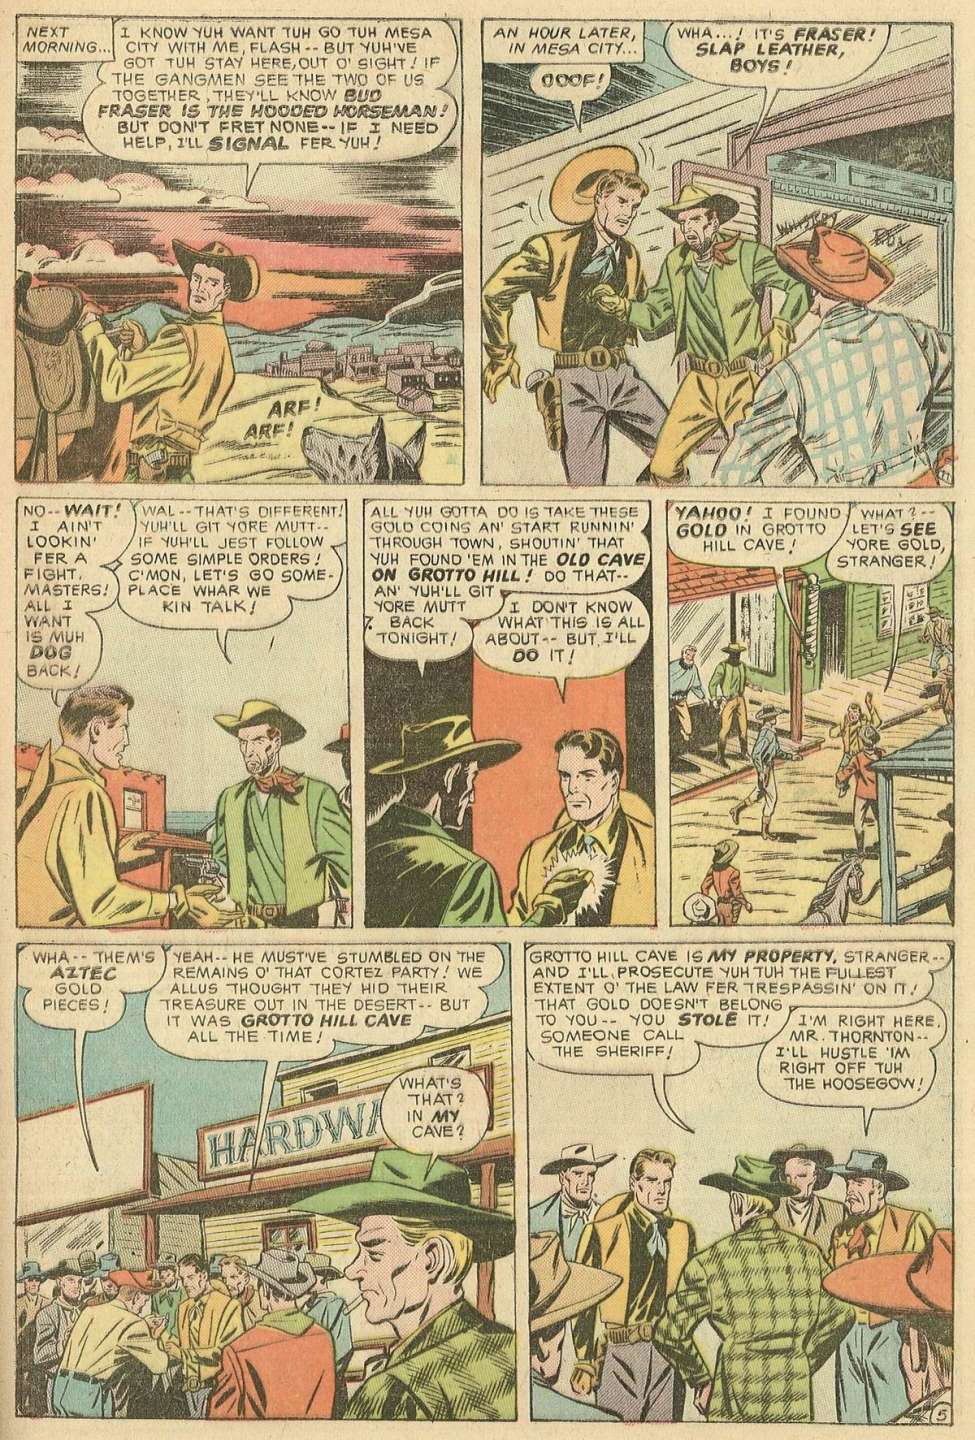 NEXT
MORNING...
I KNOW YUH WANT TUH GO TUH MESA
CITY WITH ME, FLASH -- BUT YUH'VE
GOT TUH STAY HERE, OUT O' SIGHT! IF
THE GANGMEN SEE THE TWO OF US
TOGETHER, THEY'LL KNOW BUD
FRASER IS THE HOODED HORSEMAN!
BUT DON'T FRET NONE -- IF I NEED
HELP, I'LL SIGNAL FER YUH!
ARF!
ARF!
AN HOUR LATER,
IN MESA CITY...
OOOF!
WHA...! IT'S FRASER!
SLAP LEATHER,
BOYS!
NO -- WAIT!
I AIN'T
LOOKIN'
FER A
FIGHT,
MASTERS!
ALL I
WANT
IS MUH
DOG
BACK!
WAL -- THAT'S DIFFERENT!
YUH'LL GIT YORE MUTT --
IF YUH'LL JEST FOLLOW
SOME SIMPLE ORDERS!
C'MON, LET'S GO SOME-
PLACE WHAR WE
KIN TALK!
ALL YUH GOTTA DO IS TAKE THESE
GOLD COINS AN' START RUNNIN'
THROUGH TOWN, SHOUTIN' THAT
YUH FOUND 'EM IN THE OLD CAVE
ON GROTTO HILL! DO THAT --
AN' YUH'LL GIT
YORE MUTT
BACK
TONIGHT!
I DON'T KNOW
WHAT THIS IS ALL
ABOUT -- BUT I'LL
DO IT!
YAHOO! I FOUND
GOLD IN GROTTO
HILL CAVE!
WHAT? --
LET'S SEE
YORE GOLD,
STRANGER!
WHA -- THEM'S
AZTEC
GOLD
PIECES!
YEAH -- HE MUST'VE STUMBLED ON THE
REMAINS O' THAT CORTEZ PARTY! WE
ALLUS THOUGHT THEY HID THEIR
TREASURE OUT IN THE DESERT -- BUT
IT WAS GROTTO HILL CAVE
ALL THE TIME!
HARDWA
WHAT'S
THAT?
IN MY
CAVE?
GROTTO HILL CAVE IS MY PROPERTY, STRANGER --
AND I'LL PROSECUTE YUH TUH THE FULLEST
EXTENT O' THE LAW FER TRESPASSIN' ON IT!
THAT GOLD DOESN'T BELONG
TO YOU -- YOU STOLE IT!
SOMEONE CALL
THE SHERIFF!
I'M RIGHT HERE,
MR. THORNTON --
I'LL HUSTLE 'IM
RIGHT OFF TUH
THE HOOSEGOW!
5